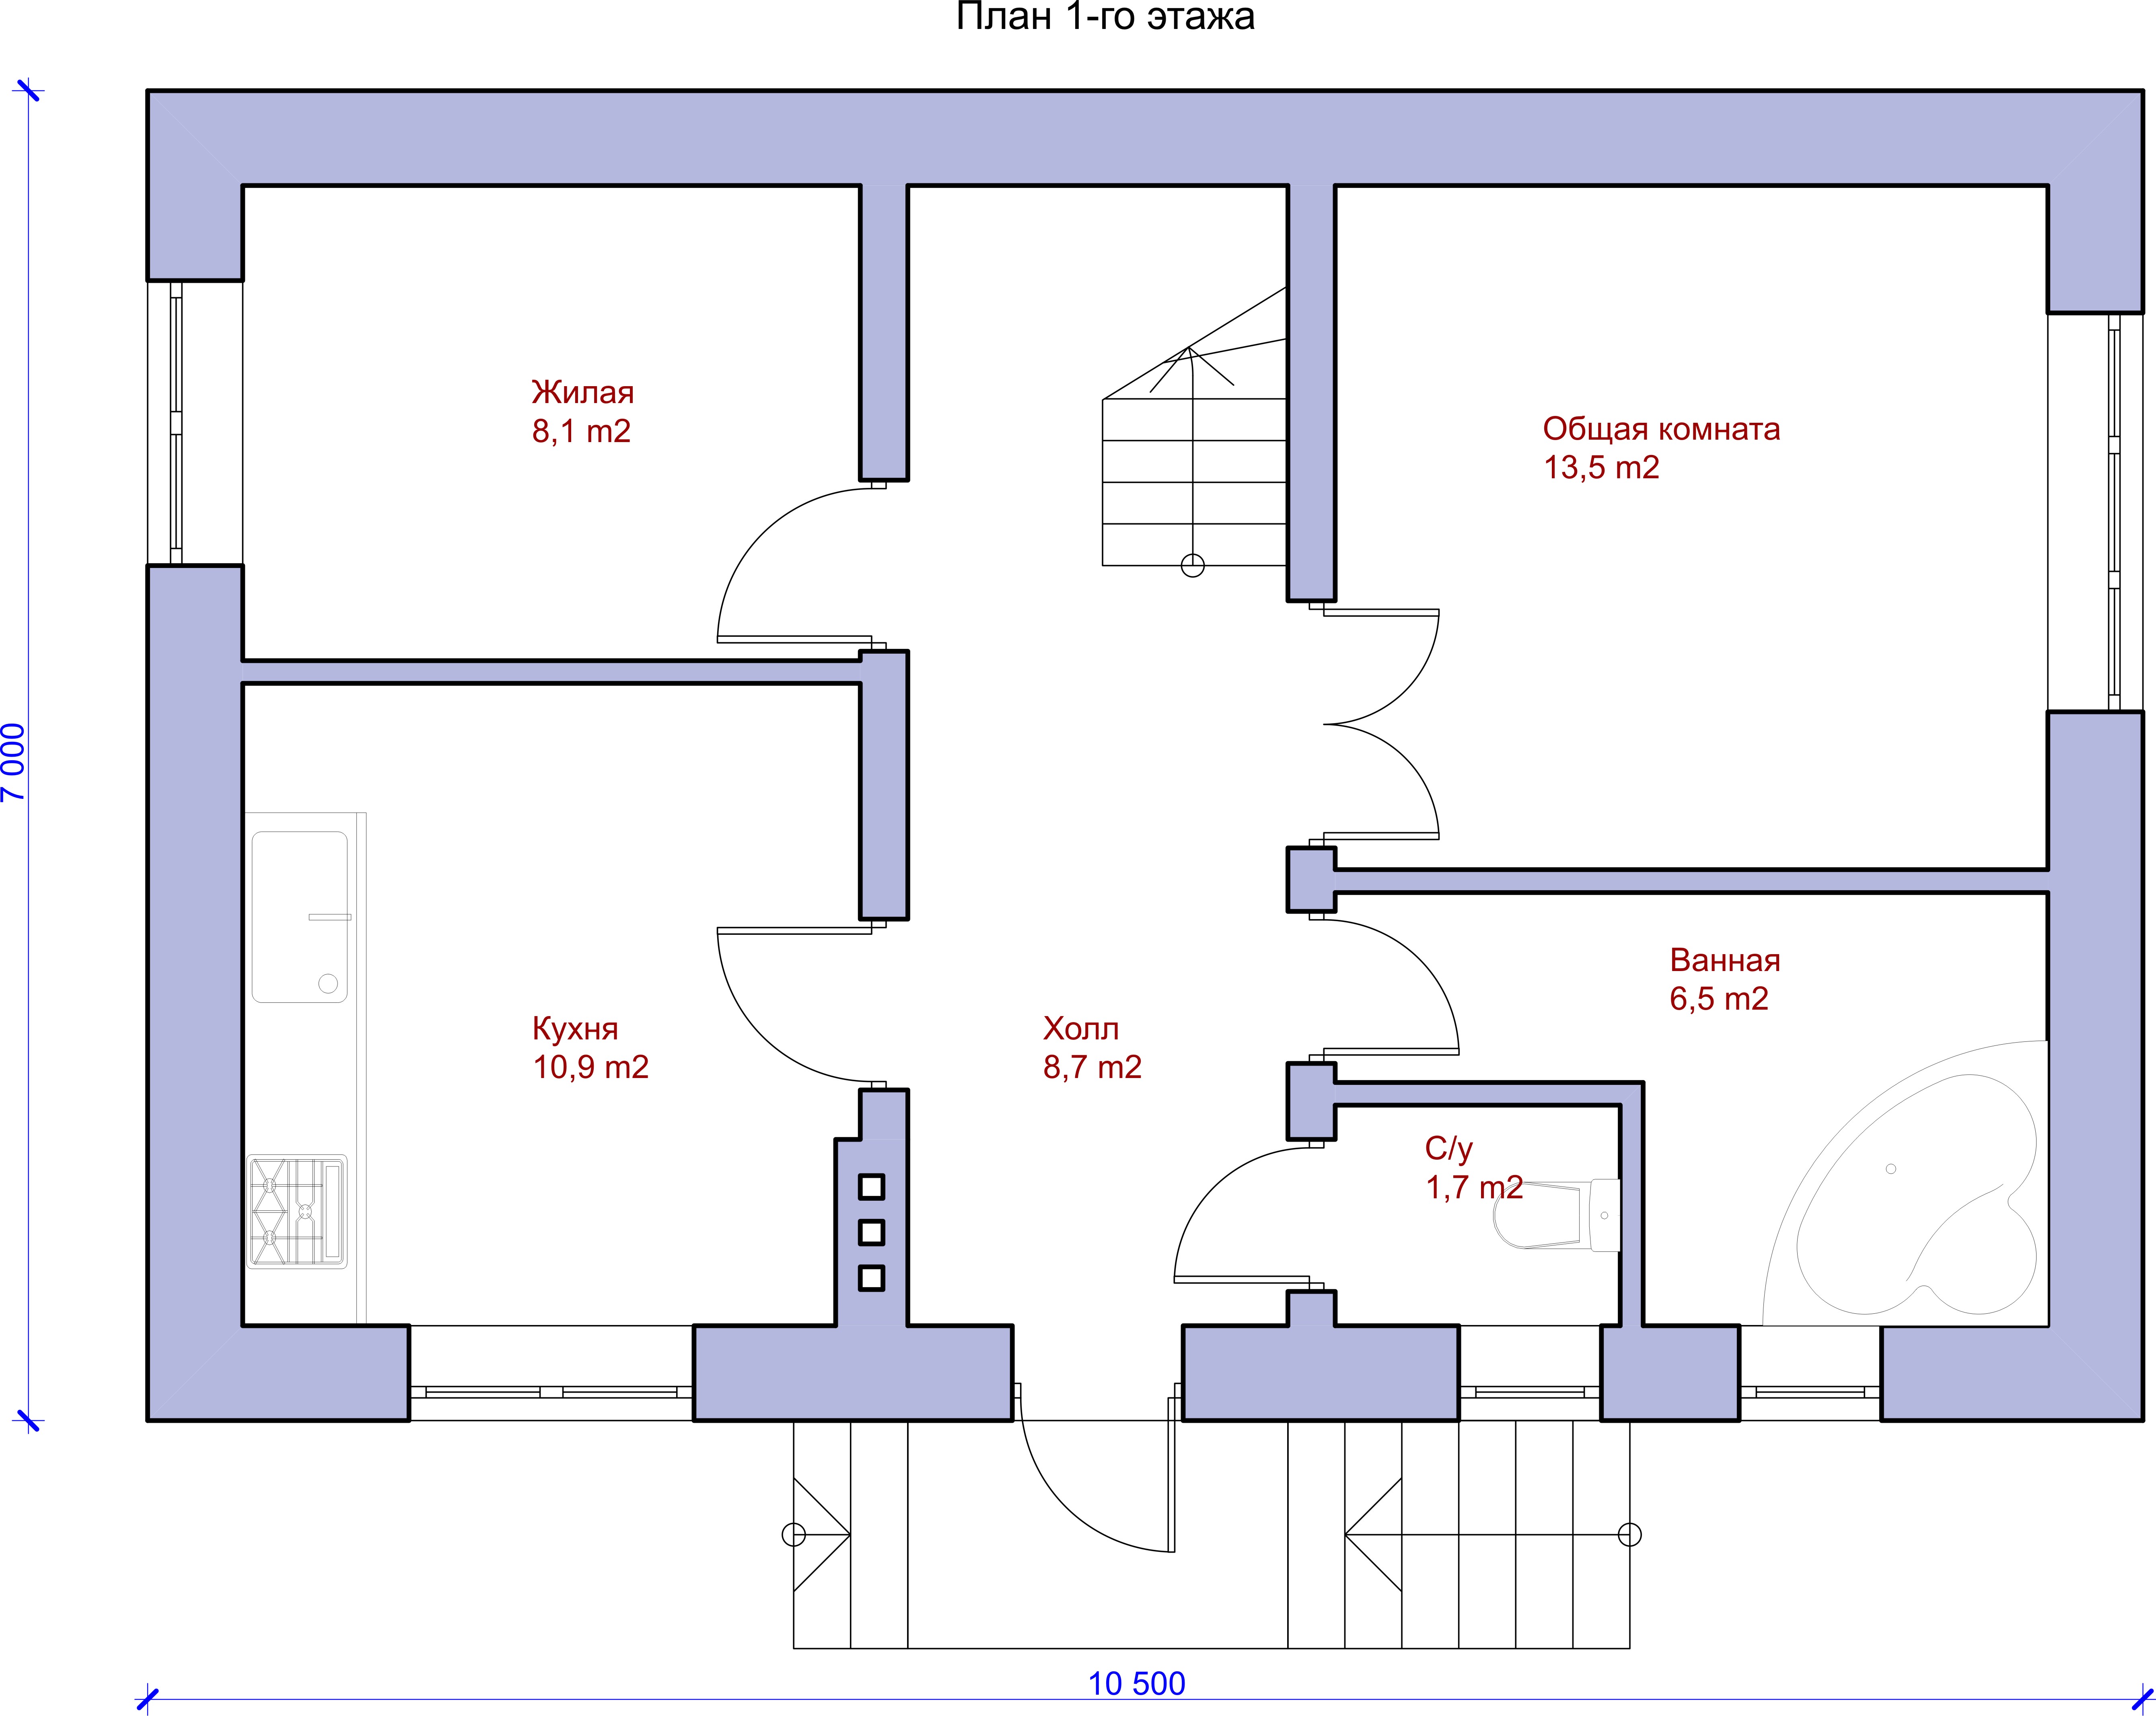 План 1-го этажа
Жилая
8,1 m2
Общая комната
13,5 m2
7 000
Ванная
6,5 m2
Кухня
10,9 m2
Холл
8,7 m2
С/у
1,7 m2
10 500